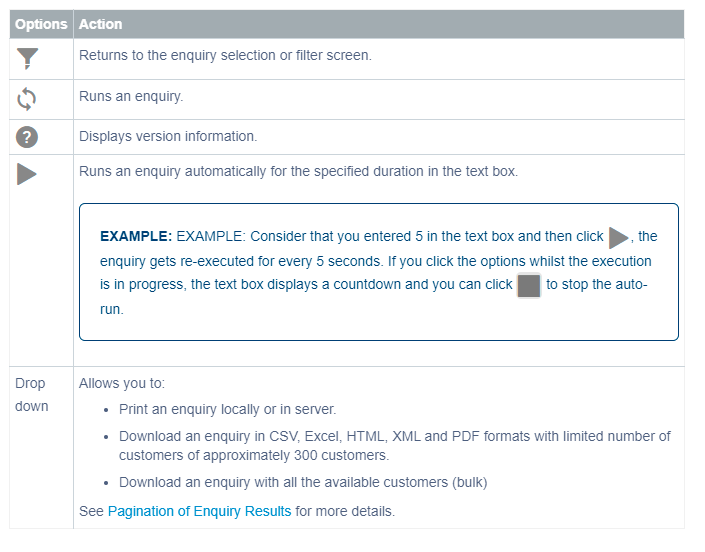 Options Action
Returns to the enquiry selection or filter screen.
Runs an enquiry.
?
Displays version information.
Runs an enquiry automatically for the specified duration in the text box.
EXAMPLE: EXAMPLE: Consider that you entered 5 in the text box and then click , the
enquiry gets re-executed for every 5 seconds. If you click the options whilst the execution
is in progress, the text box displays a countdown and you can click to stop the auto-
run.
Drop
down
Allows you to:
• Print an enquiry locally or in server.
• Download an enquiry in CSV, Excel, HTML, XML and PDF formats with limited number of
customers of approximately 300 customers.
• Download an enquiry with all the available customers (bulk)
See Pagination of Enquiry Results for more details.